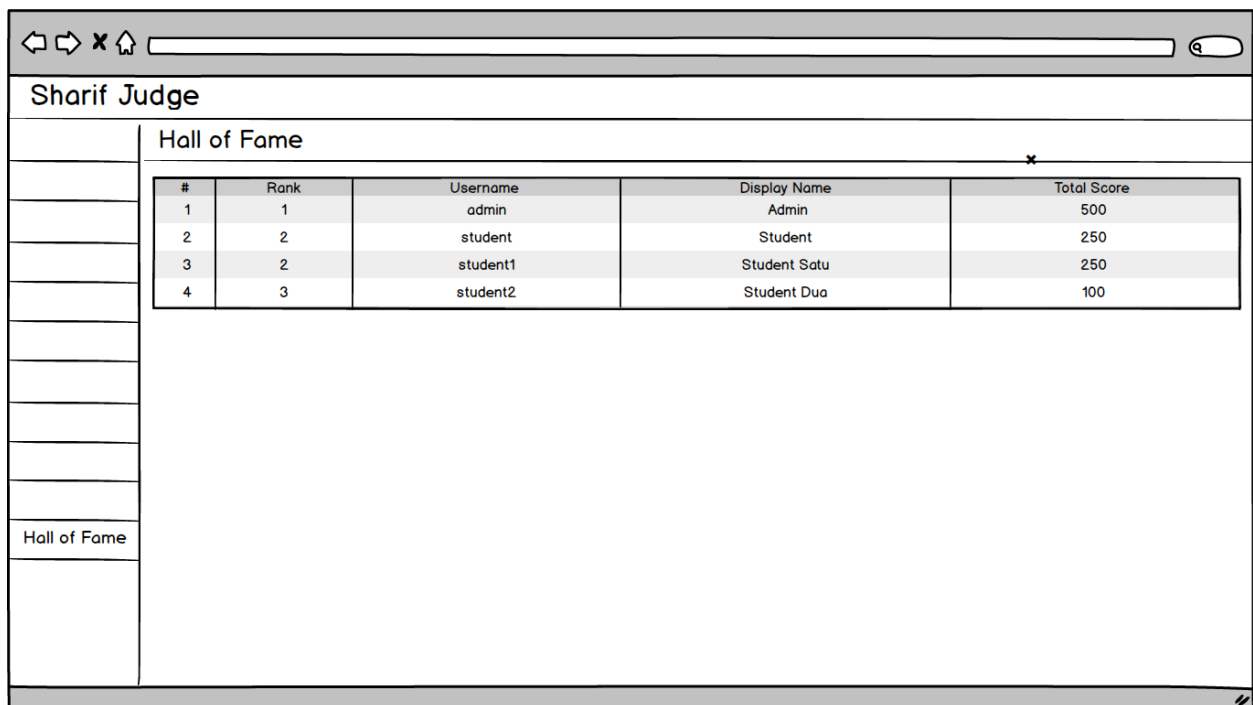 Sharif Judge
Hall of Fame
# Rank Username Display Name Total Score
1 1 admin Admin 500
2 2 student Student 250
3 2 student1 Student Satu 250
4 3 student2 Student Dua 100
Hall of Fame